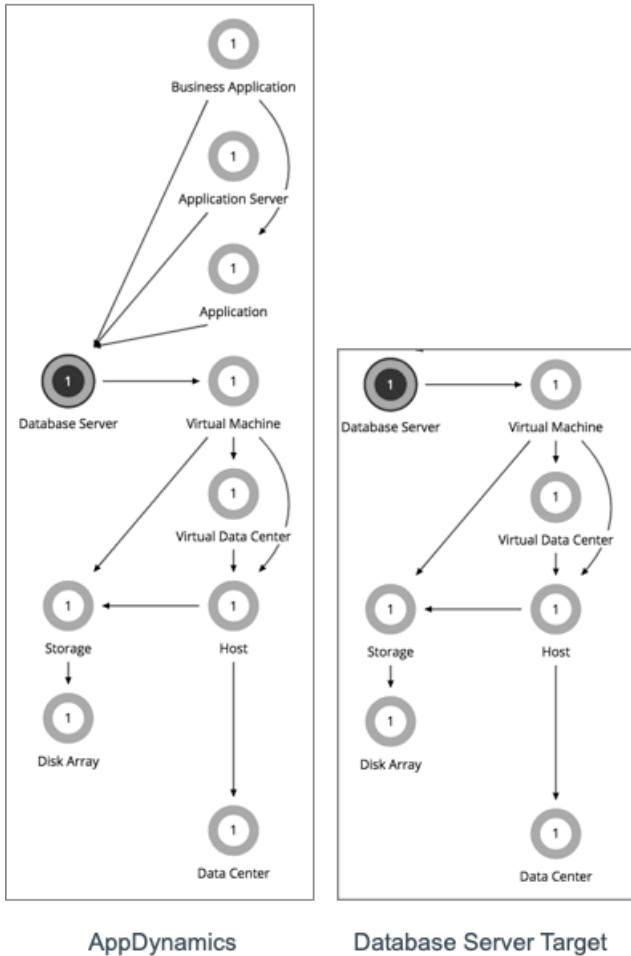 1
Business Application
1
Application Server
1
Application
1
Database Server
1
Virtual Machine
1
Virtual Data Center
1
Storage
1
Host
1
Disk Array
1
Data Center
AppDynamics
1
Database Server
1
Virtual Machine
1
Virtual Data Center
1
Storage
1
Host
1
Disk Array
1
Data Center
Database Server Target